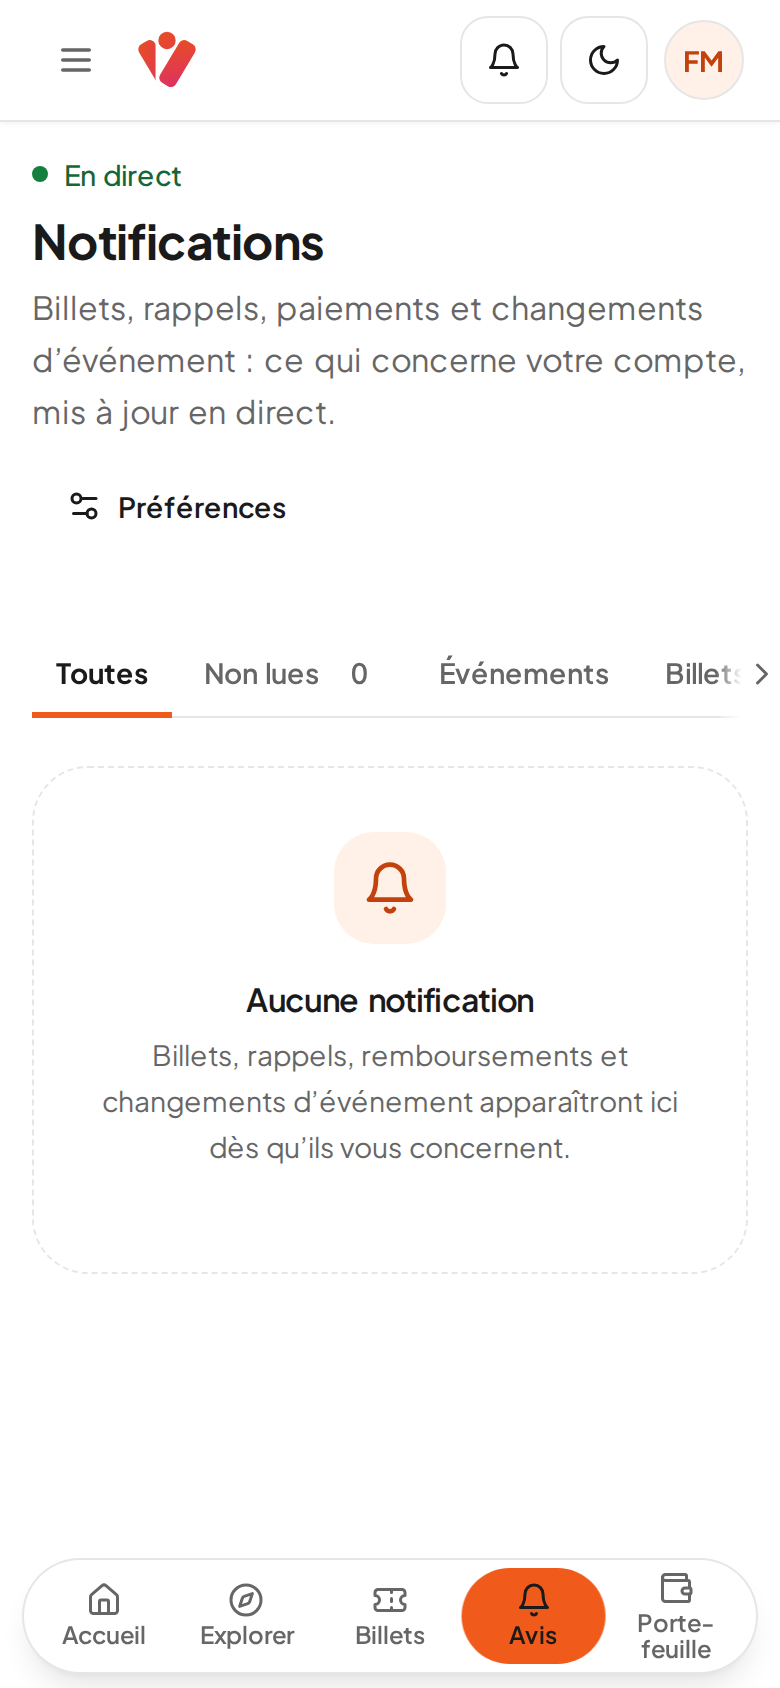 FM
En direct
Notifications
Billets, rappels, paiements et changements
d’événement : ce qui concerne votre compte,
mis à jour en direct.
Préférences
Toutes Non lues 0 Événements Billets
Aucune notification
Billets, rappels, remboursements et
changements d’événement apparaîtront ici
dès qu’ils vous concernent.
Accueil Explorer Billets Avis Porte-
feuille